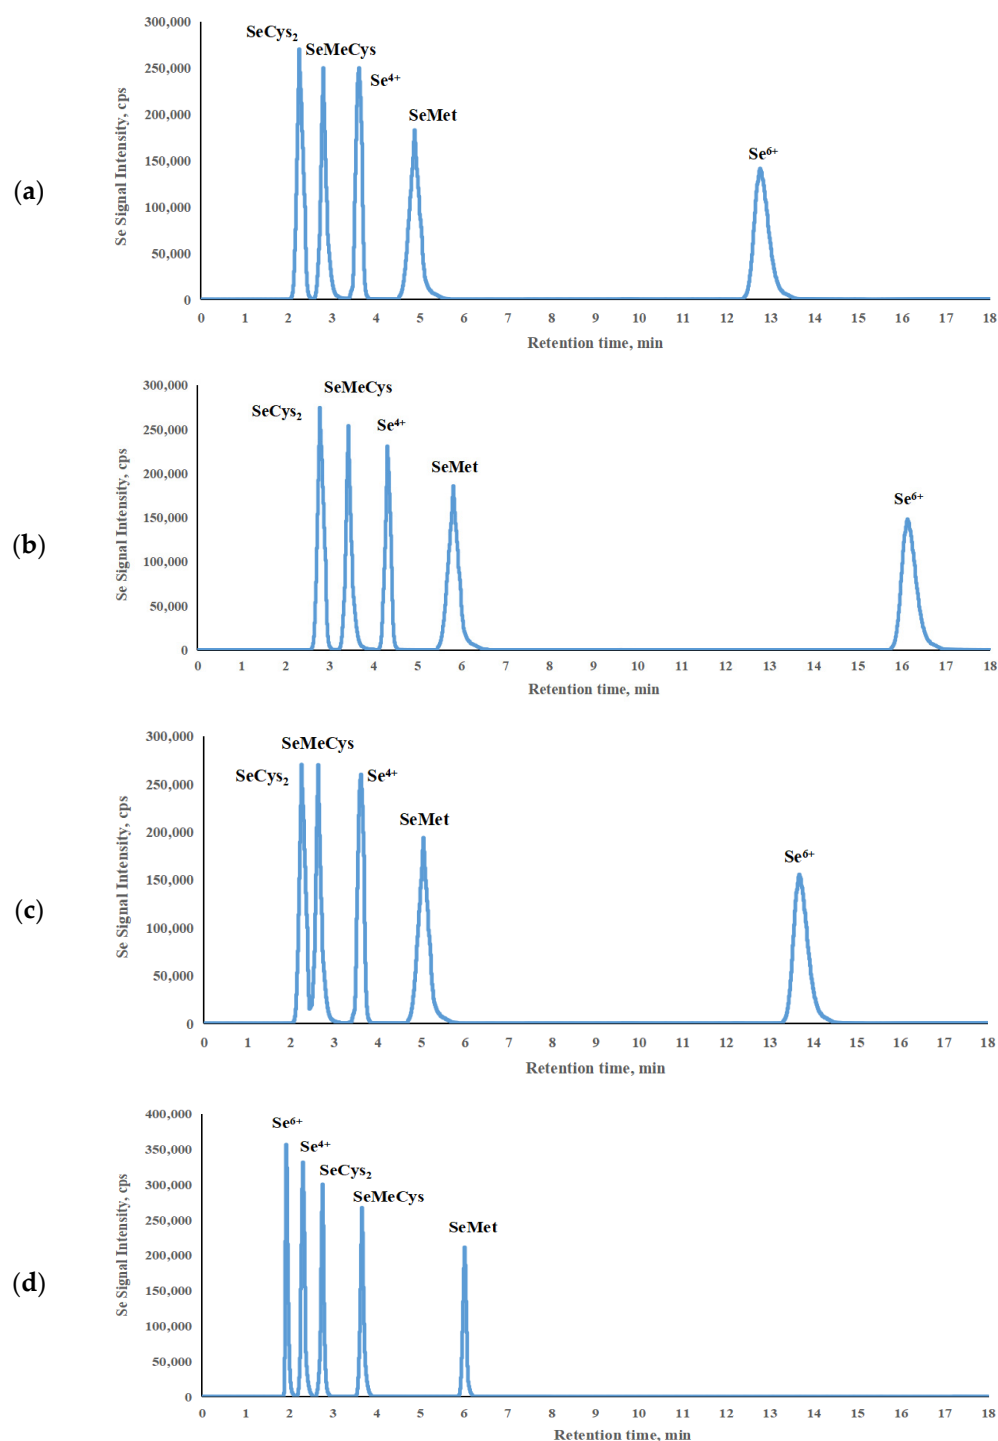 (a)
Se Signal Intensity, cps
300,000
250,000
200,000
150,000
100,000
50,000
0
SeCys₂
SeMeCys
Se⁴⁺
SeMet
Se⁶⁺
0 1 2 3 4 5 6 7 8 9 10 11 12 13 14 15 16 17 18
Retention time, min
(b)
Se Signal Intensity, cps
300,000
250,000
200,000
150,000
100,000
50,000
0
SeCys₂
SeMeCys
Se⁴⁺
SeMet
Se⁶⁺
0 1 2 3 4 5 6 7 8 9 10 11 12 13 14 15 16 17 18
Retention time, min
(c)
Se Signal Intensity, cps
300,000
250,000
200,000
150,000
100,000
50,000
0
SeCys₂
SeMeCys
Se⁴⁺
SeMet
Se⁶⁺
0 1 2 3 4 5 6 7 8 9 10 11 12 13 14 15 16 17 18
Retention time, min
(d)
Se Signal Intensity, cps
400,000
350,000
300,000
250,000
200,000
150,000
100,000
50,000
0
Se⁶⁺
Se⁴⁺
SeCys₂
SeMeCys
SeMet
0 1 2 3 4 5 6 7 8 9 10 11 12 13 14 15 16 17 18
Retention time, min